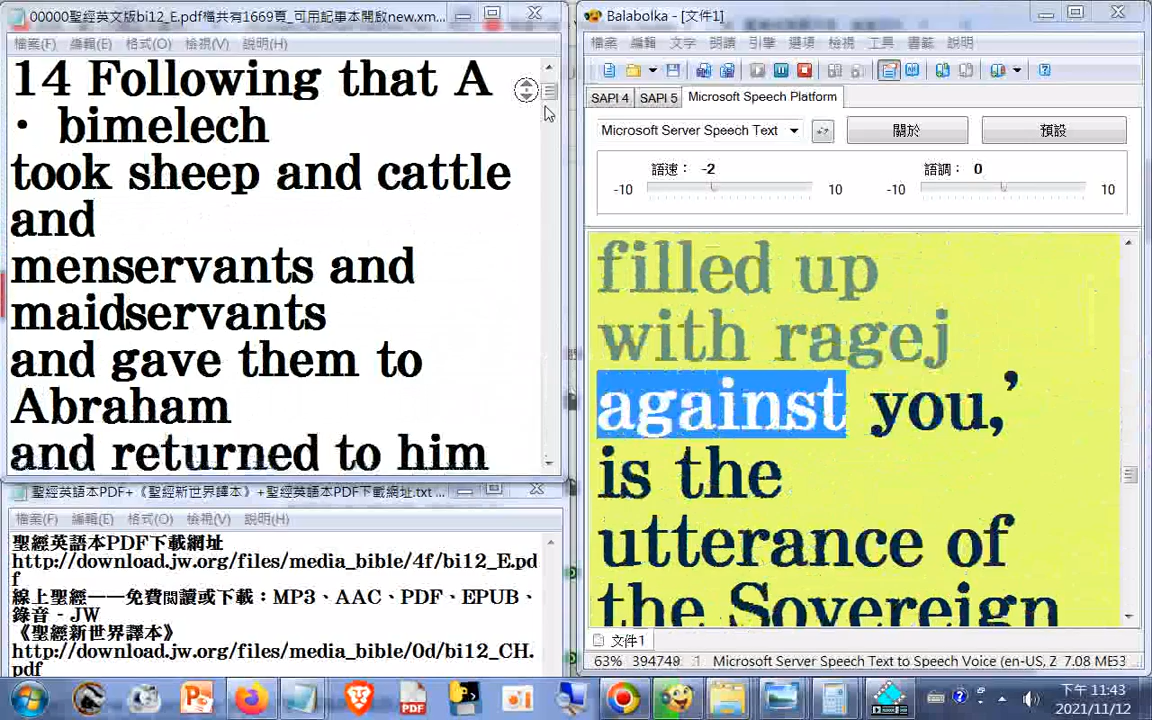 00000聖經英文版bi12_E.pdf檔共有1669頁_可用記事本開啟new.xm...
檔案(F) 編輯(E) 格式(O) 檢視(V) 說明(H)
14 Following that A
· bimelech
took sheep and cattle
and
menservants and
maidservants
and gave them to
Abraham
and returned to him
聖經英語本PDF+《聖經新世界譯本》+聖經英語本PDF下載網址.txt ...
檔案(F) 編輯(E) 格式(O) 檢視(V) 說明(H)
聖經英語本PDF下載網址
http://download.jw.org/files/media_bible/4f/bi12_E.pd
f
線上聖經——免費閱讀或下載：MP3、AAC、PDF、EPUB、
錄音 - JW
《聖經新世界譯本》
http://download.jw.org/files/media_bible/0d/bi12_CH.
pdf
Balabolka - [文件1]
檔案 編輯 文字 朗讀 引擎 選項 檢視 工具 書籤 說明
SAPI 4 SAPI 5 Microsoft Speech Platform
Microsoft Server Speech Text 關於 預設
語速： -2 語調： 0
-10 10 -10 10
filled up
with ragej
against you,’
is the
utterance of
the Sovereign
文件1
63% 394749 Microsoft Server Speech Text to Speech Voice (en-US, Z 7.08 ME53
下午 11:43
2021/11/12